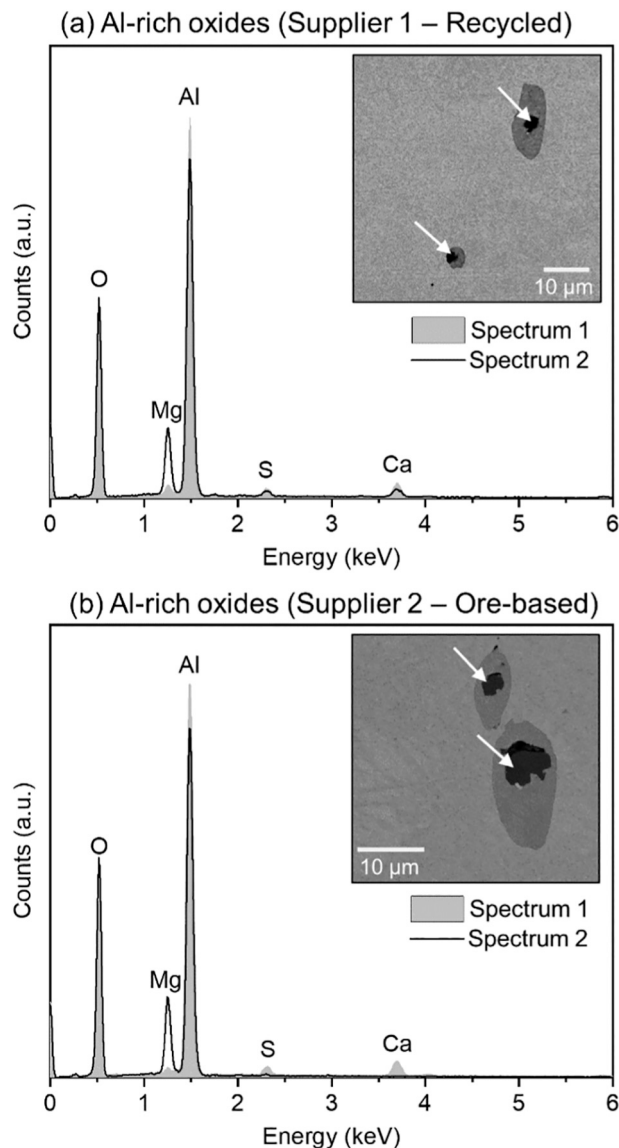 (a) Al-rich oxides (Supplier 1 – Recycled)
Al
O
Mg
S
Ca
10 µm
Spectrum 1
Spectrum 2
Counts (a.u.)
0 1 2 3 4 5 6
Energy (keV)
(b) Al-rich oxides (Supplier 2 – Ore-based)
Al
O
Mg
S
Ca
10 µm
Spectrum 1
Spectrum 2
Counts (a.u.)
0 1 2 3 4 5 6
Energy (keV)